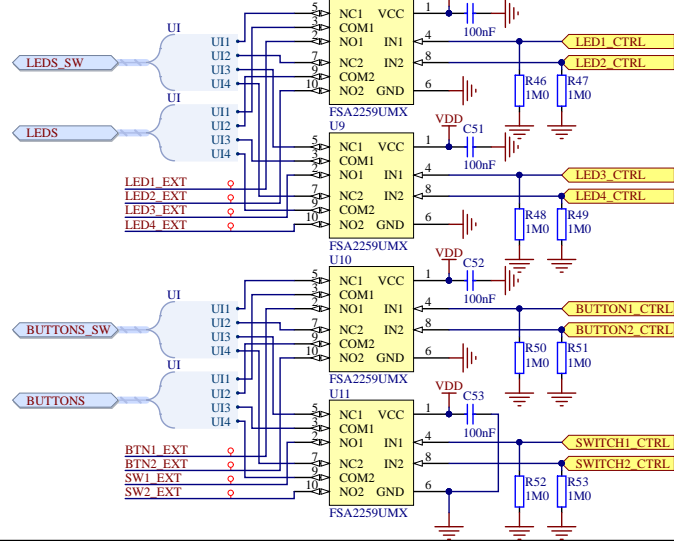 5 NC1 VCC 1
3 COM1 100nF
UI 2 NO1 IN1 4 LED1_CTRL
UI1
LEDS_SW UI2 7 NC2 IN2 8 LED2_CTRL
UI3 9 COM2
UI4 10 NO2 GND 6 R46 R47
1M0 1M0
UI FSA2259UMX
UI1 U9 VDD
LEDS UI2 C51
UI3 5 NC1 VCC 1
UI4 3 COM1 100nF
2 NO1 IN1 4 LED3_CTRL
LED1_EXT
LED2_EXT 7 NC2 IN2 8 LED4_CTRL
LED3_EXT 9 COM2
LED4_EXT 10 NO2 GND 6 R48 R49
1M0 1M0
FSA2259UMX
U10 VDD
C52
5 NC1 VCC 1
UI 3 COM1 100nF
UI1 2 NO1 IN1 4 BUTTON1_CTRL
UI2
BUTTONS_SW UI3 7 NC2 IN2 8 BUTTON2_CTRL
UI4 9 COM2
10 NO2 GND 6 R50 R51
1M0 1M0
UI FSA2259UMX
UI1 U11 VDD
BUTTONS UI2 C53
UI3 5 NC1 VCC 1
UI4 3 COM1 100nF
2 NO1 IN1 4 SWITCH1_CTRL
BTN1_EXT
BTN2_EXT 7 NC2 IN2 8 SWITCH2_CTRL
SW1_EXT 9 COM2
SW2_EXT 10 NO2 GND 6 R52 R53
1M0 1M0
FSA2259UMX